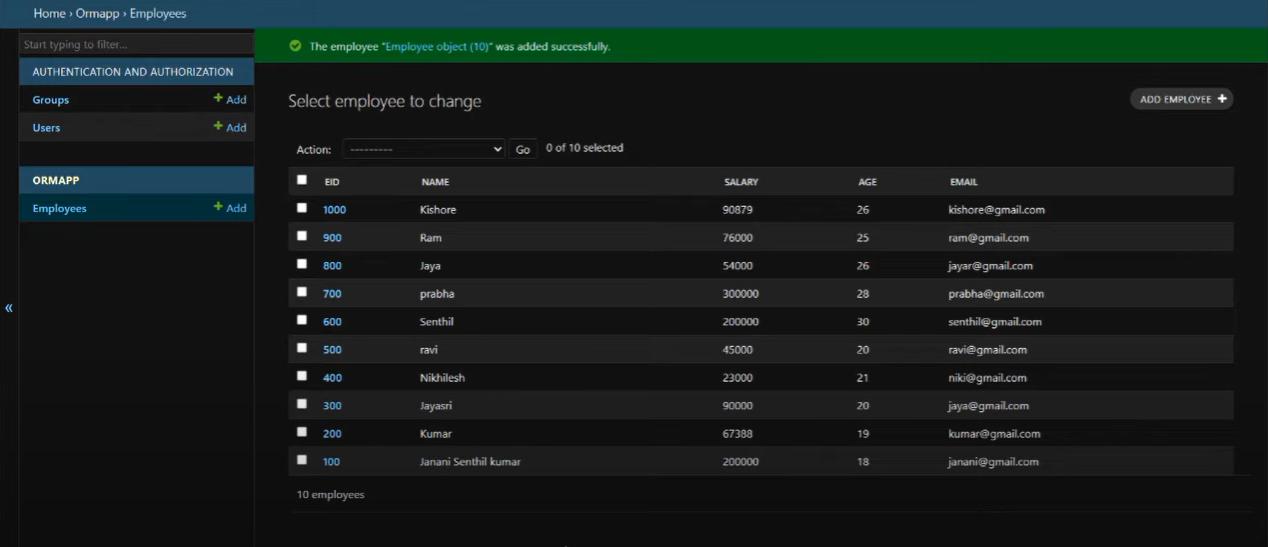 Home › Ormapp › Employees
Start typing to filter...
AUTHENTICATION AND AUTHORIZATION
Groups + Add
Users + Add
ORMAPP
Employees + Add
«
The employee “Employee object (10)” was added successfully.
Select employee to change
ADD EMPLOYEE +
Action: --------- Go 0 of 10 selected
EID NAME SALARY AGE EMAIL
1000 Kishore 90879 26 kishore@gmail.com
900 Ram 76000 25 ram@gmail.com
800 Jaya 54000 26 jayar@gmail.com
700 prabha 300000 28 prabha@gmail.com
600 Senthil 200000 30 senthil@gmail.com
500 ravi 45000 20 ravi@gmail.com
400 Nikhilesh 23000 21 niki@gmail.com
300 Jayasri 90000 20 jaya@gmail.com
200 Kumar 67388 19 kumar@gmail.com
100 Janani Senthil kumar 200000 18 janani@gmail.com
10 employees